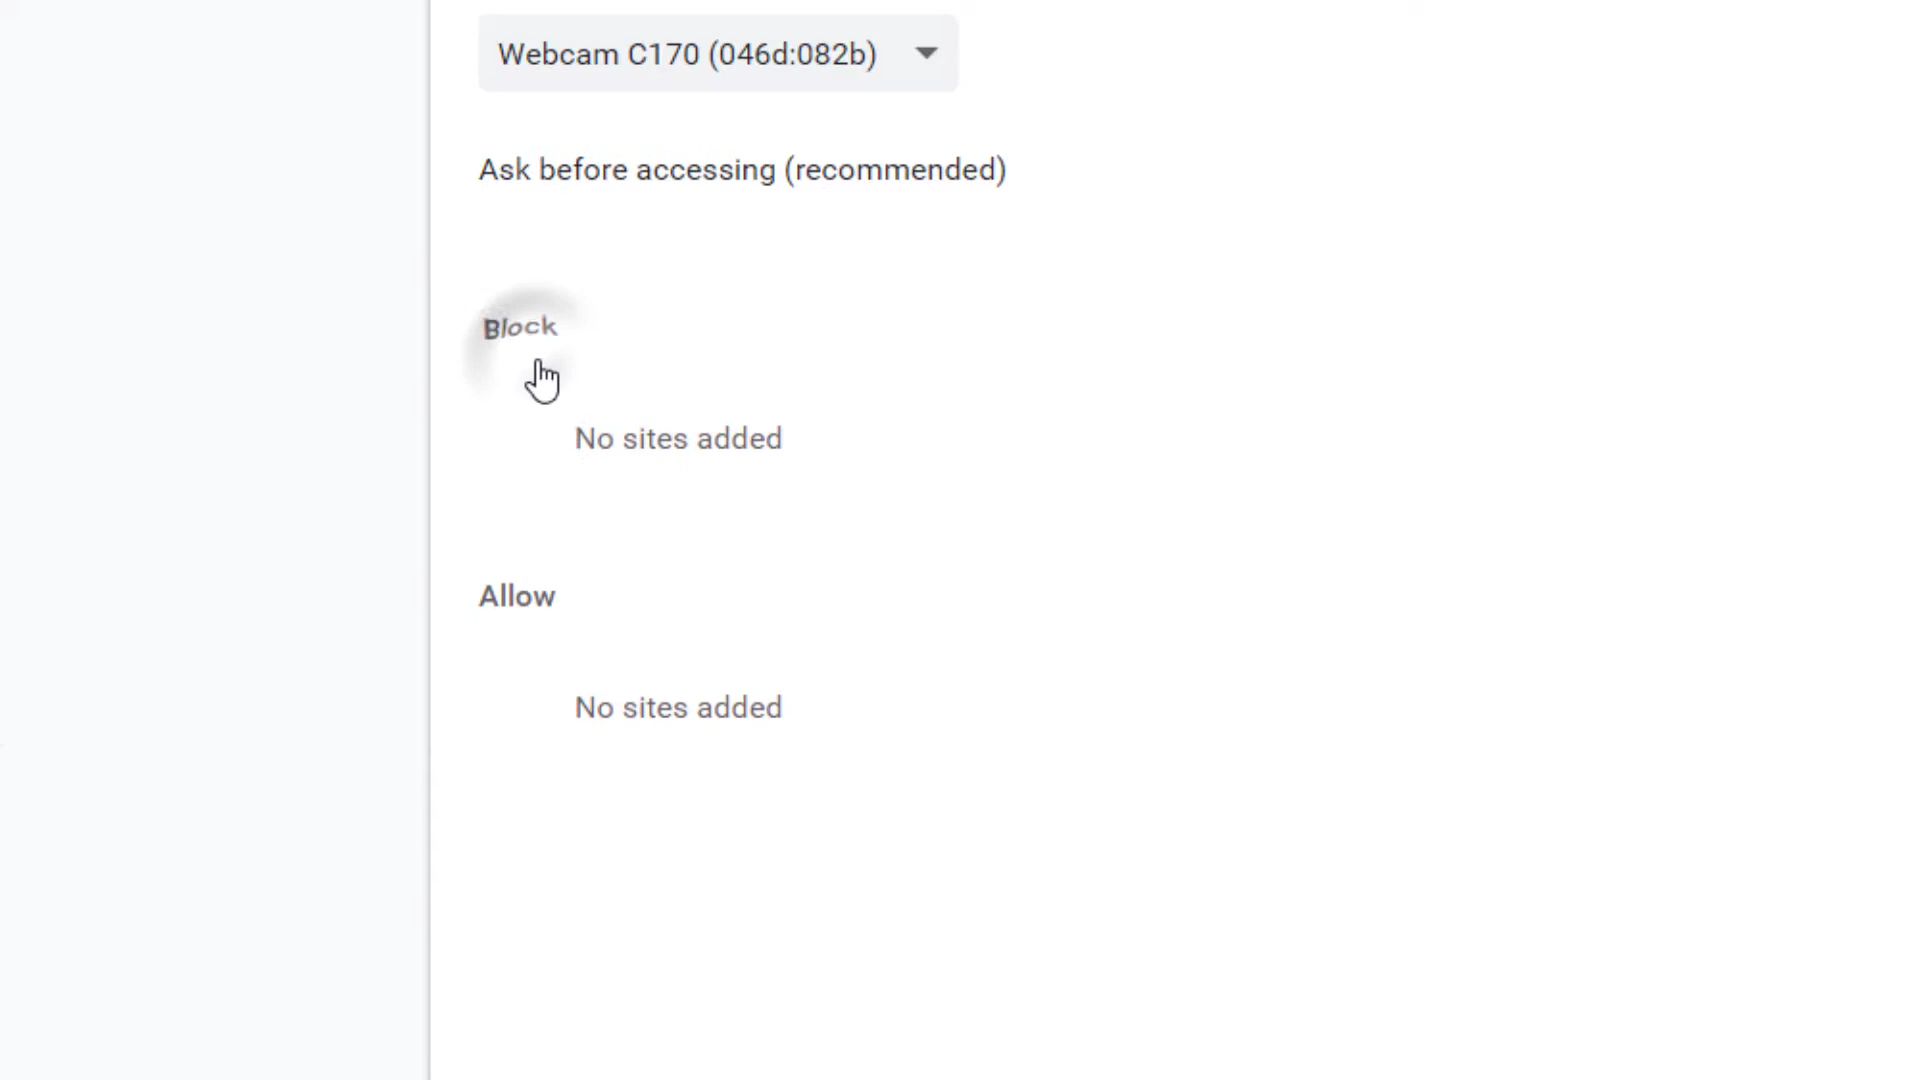 Webcam C170 (046d:082b)
Ask before accessing (recommended)
Block
No sites added
Allow
No sites added